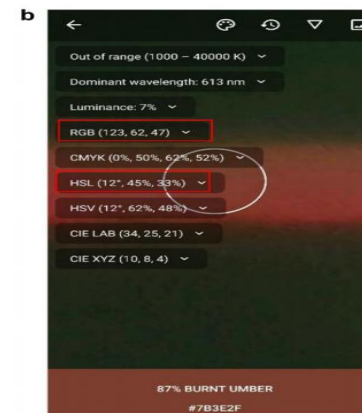 b
Out of range (1000 – 40000 K)
Dominant wavelength: 613 nm
Luminance: 7%
RGB (123, 62, 47)
CMYK (0%, 50%, 62%, 52%)
HSL (12°, 45%, 33%)
HSV (12°, 62%, 48%)
CIE LAB (34, 25, 21)
CIE XYZ (10, 8, 4)
87% BURNT UMBER
#7B3E2F